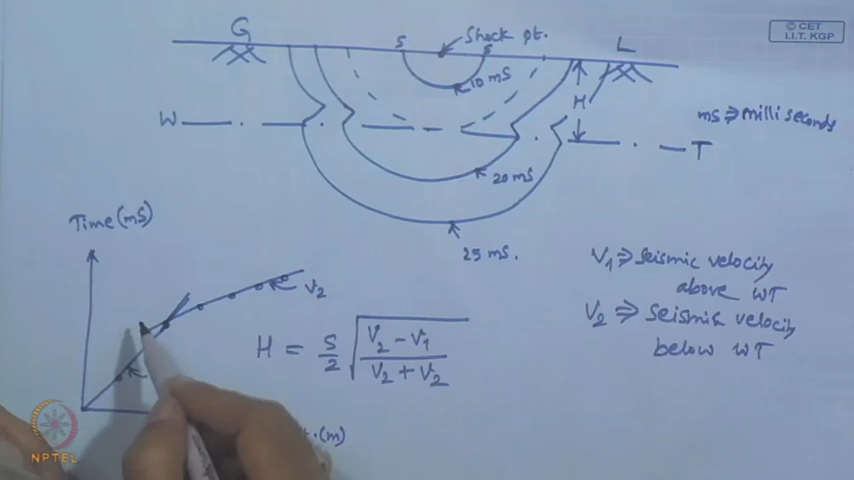 © CET
I.I.T. KGP
G
Shock pt.
L
S
S
10 ms
H
ms ⇒ milli seconds
W
T
20 ms
25 ms.
Time (ms)
V₂
V₁ ⇒ seismic velocity
above WT
V₂ ⇒ seismic velocity
below WT
H = S/2 √(V₂ - V₁ / V₂ + V₂)
t. (m)
NPTEL